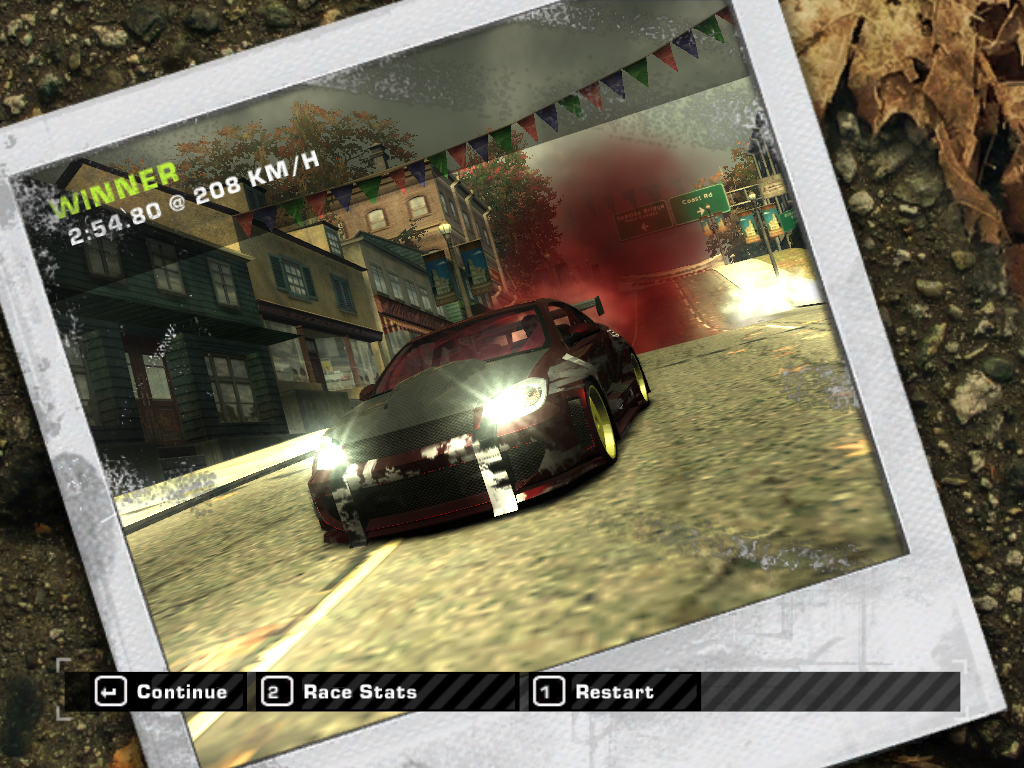 WINNER
2:54.80 @ 208 KM/H
Coast Rd
Continue
2 Race Stats
1 Restart